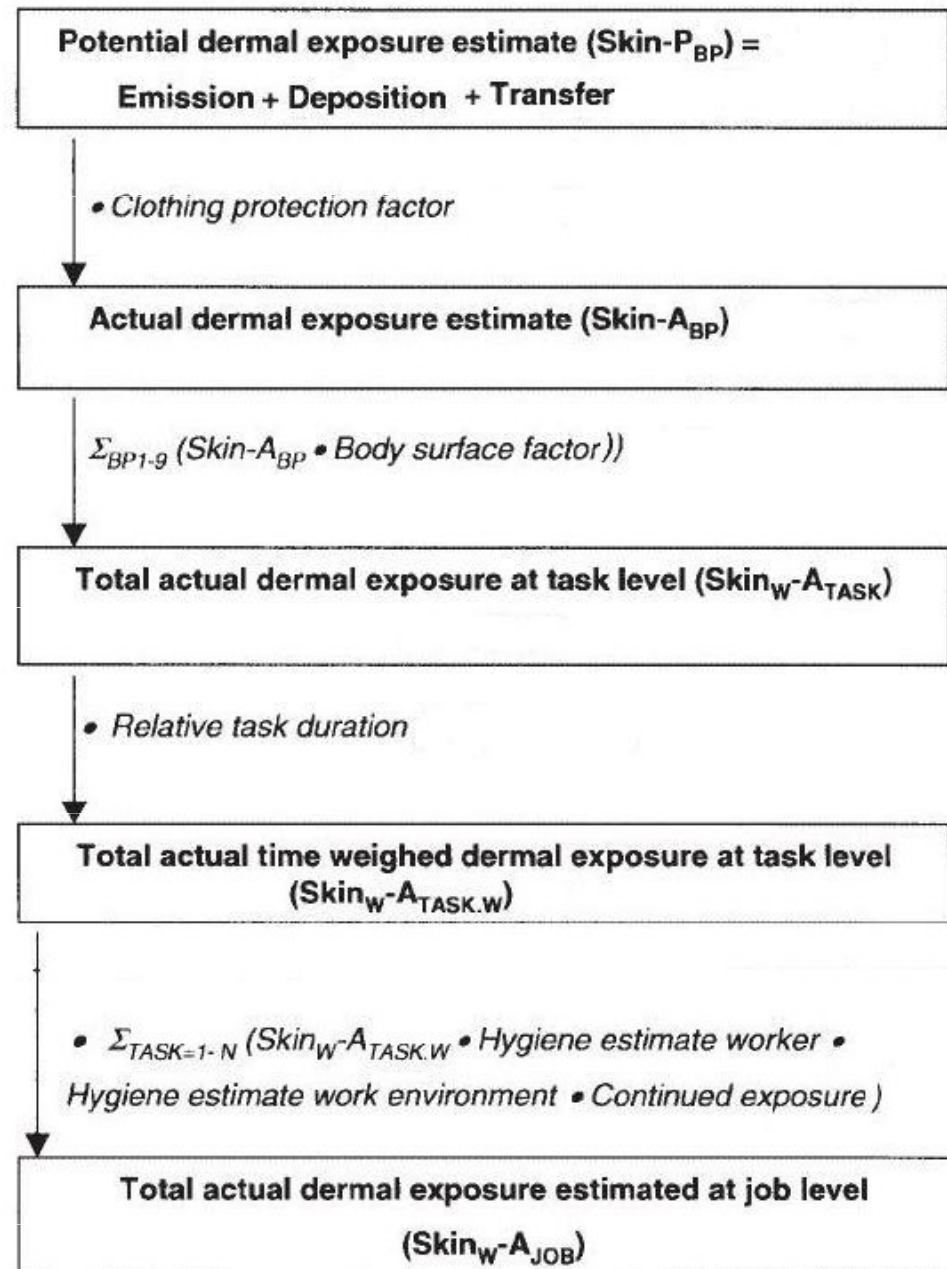 Potential dermal exposure estimate (Skin-P_BP) =
Emission + Deposition + Transfer
• Clothing protection factor
Actual dermal exposure estimate (Skin-A_BP)
Σ_BP1-9 (Skin-A_BP • Body surface factor))
Total actual dermal exposure at task level (Skin_W-A_TASK)
• Relative task duration
Total actual time weighed dermal exposure at task level
(Skin_W-A_TASK.W)
• Σ_TASK=1- N (Skin_W-A_TASK.W • Hygiene estimate worker •
Hygiene estimate work environment • Continued exposure )
Total actual dermal exposure estimated at job level
(Skin_W-A_JOB)